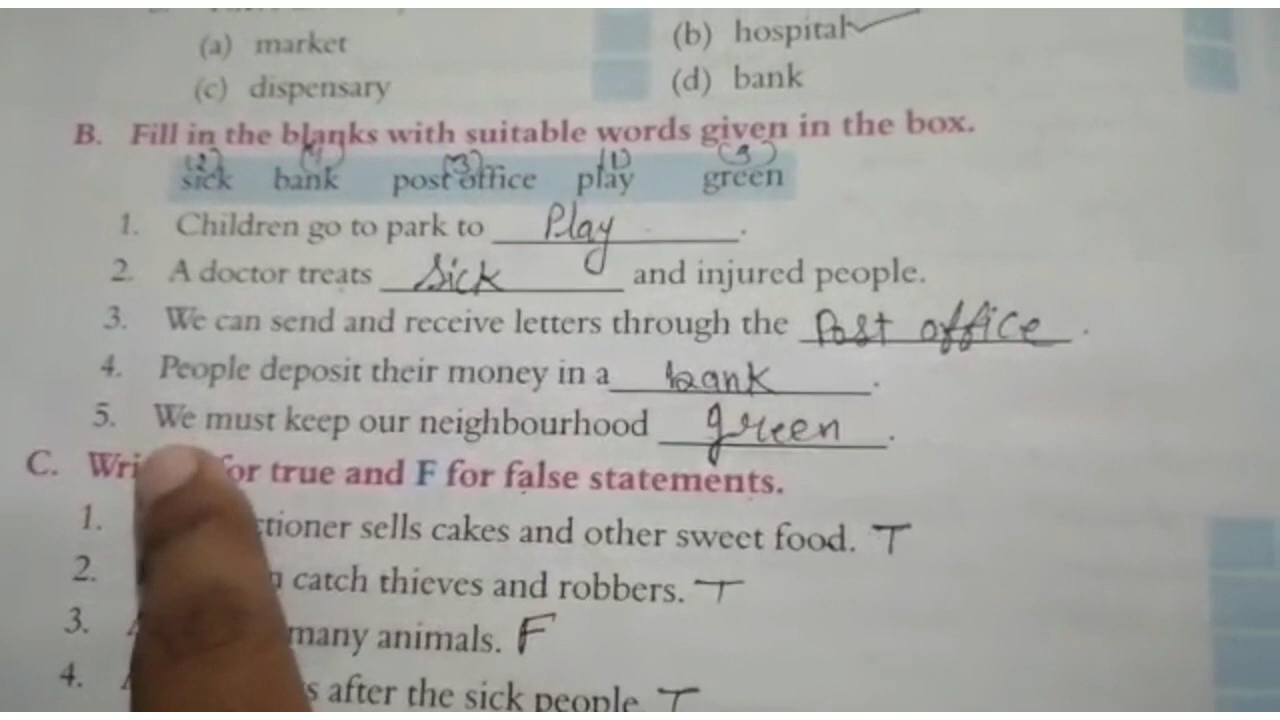 (a) market (b) hospital
(c) dispensary (d) bank
B. Fill in the blanks with suitable words given in the box.
(2) (4) (3) (1)
sick bank post office play green
1. Children go to park to Play.
2. A doctor treats Sick and injured people.
3. We can send and receive letters through the Post office.
4. People deposit their money in a bank.
5. We must keep our neighbourhood green.
C. for true and F for false statements.
1. sells cakes and other sweet food. T
2. catch thieves and robbers. T
3. many animals. F
4. after the sick people T